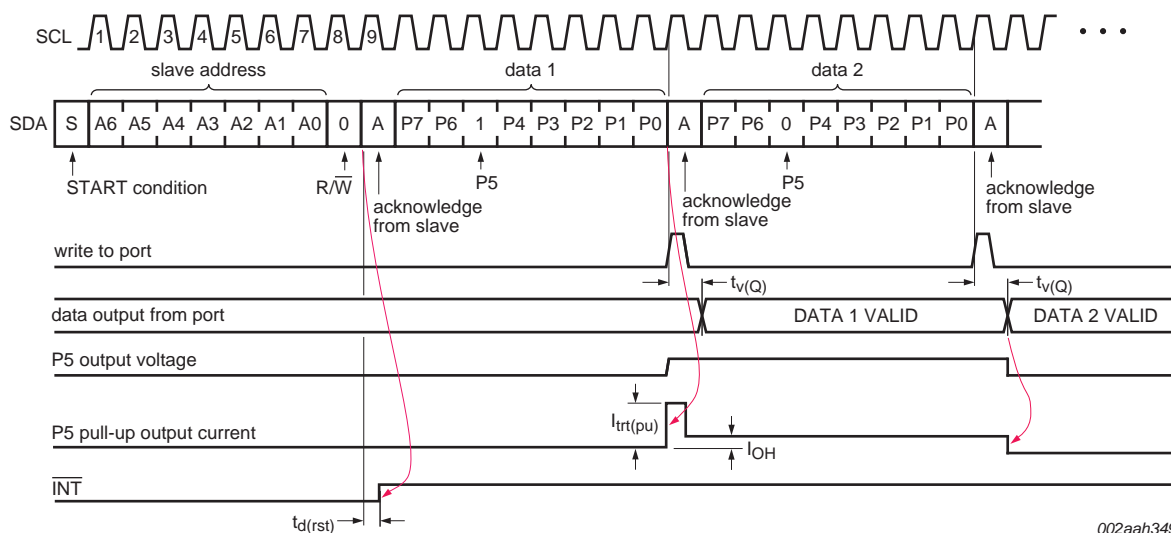 SCL 1 2 3 4 5 6 7 8 9
slave address data 1 data 2
SDA S A6 A5 A4 A3 A2 A1 A0 0 A P7 P6 1 P4 P3 P2 P1 P0 A P7 P6 0 P4 P3 P2 P1 P0 A
START condition R/W̅ acknowledge from slave P5 acknowledge from slave P5 acknowledge from slave
write to port
tv(Q) tv(Q)
data output from port DATA 1 VALID DATA 2 VALID
P5 output voltage
P5 pull-up output current Itrt(pu) IOH
I̅N̅T̅
td(rst)
002aah349